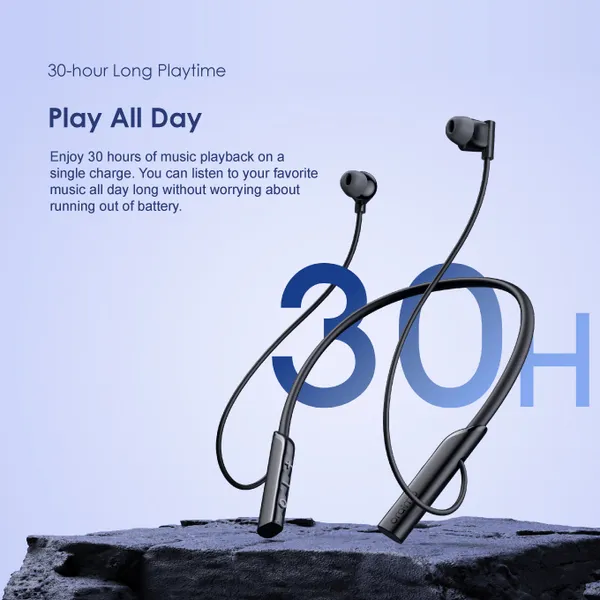 30-hour Long Playtime
Play All Day
Enjoy 30 hours of music playback on a
single charge. You can listen to your favorite
music all day long without worrying about
running out of battery.
30H